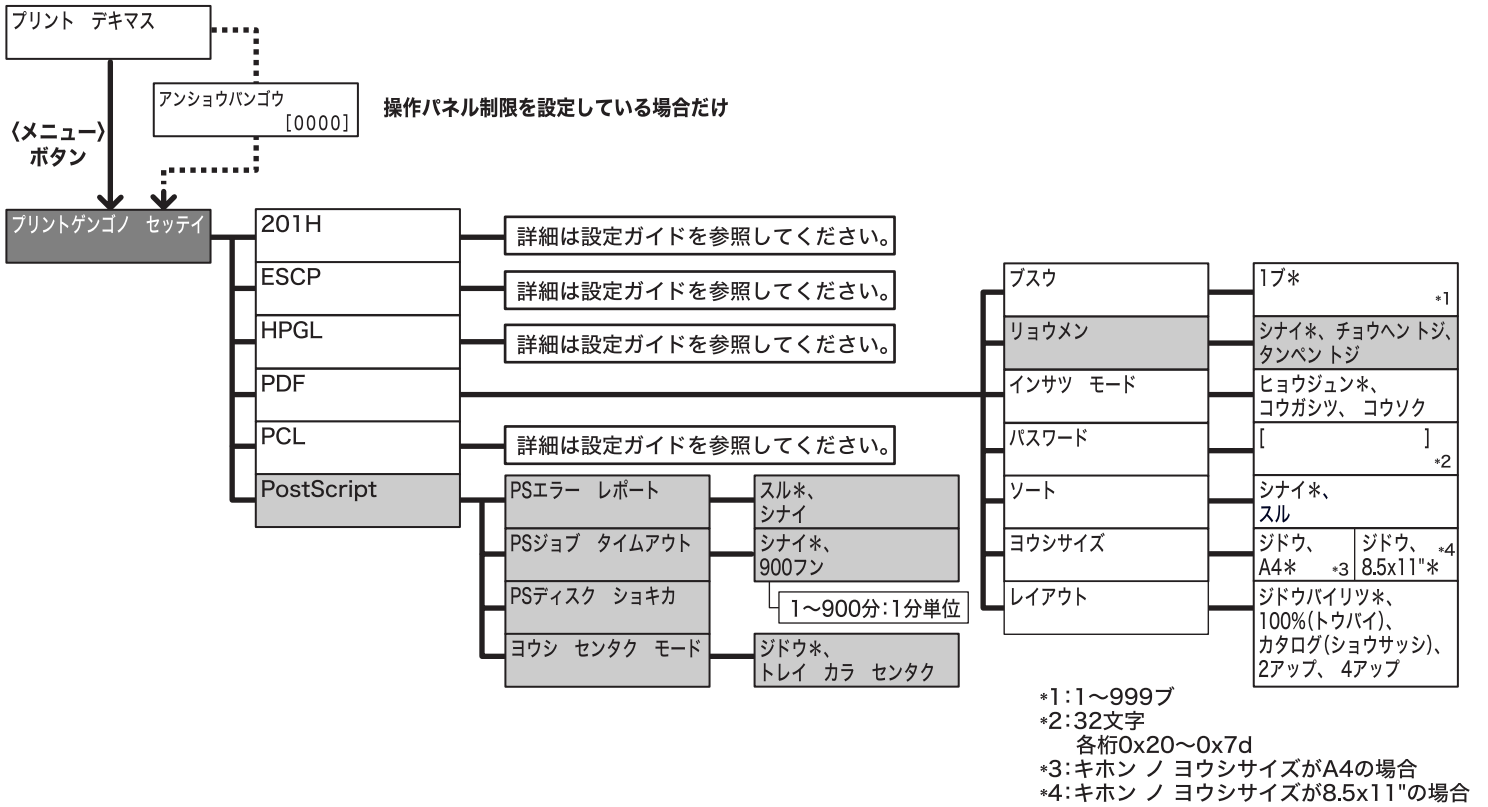 プリント デキマス
アンショウバンゴウ
[0000]
操作パネル制限を設定している場合だけ
〈メニュー〉
ボタン
プリントゲンゴノ セッテイ
201H
詳細は設定ガイドを参照してください。
ESCP
詳細は設定ガイドを参照してください。
HPGL
詳細は設定ガイドを参照してください。
PDF
PCL
詳細は設定ガイドを参照してください。
PostScript
PSエラー レポート
スル*、
シナイ
PSジョブ タイムアウト
シナイ*、
900フン
1〜900分:1分単位
PSディスク ショキカ
ヨウシ センタク モード
ジドウ*、
トレイ カラ センタク
ブスウ
1ブ*
*1
リョウメン
シナイ*、チョウヘン トジ、
タンペン トジ
インサツ モード
ヒョウジュン*、
コウガシツ、 コウソク
パスワード
[ ]
*2
ソート
シナイ*、
スル
ヨウシサイズ
ジドウ、
A4* *3
ジドウ、 *4
8.5x11"*
レイアウト
ジドウバイリツ*、
100%(トウバイ)、
カタログ(ショウサッシ)、
2アップ、 4アップ
*1:1〜999ブ
*2:32文字
各桁0x20〜0x7d
*3:キホン ノ ヨウシサイズがA4の場合
*4:キホン ノ ヨウシサイズが8.5x11"の場合